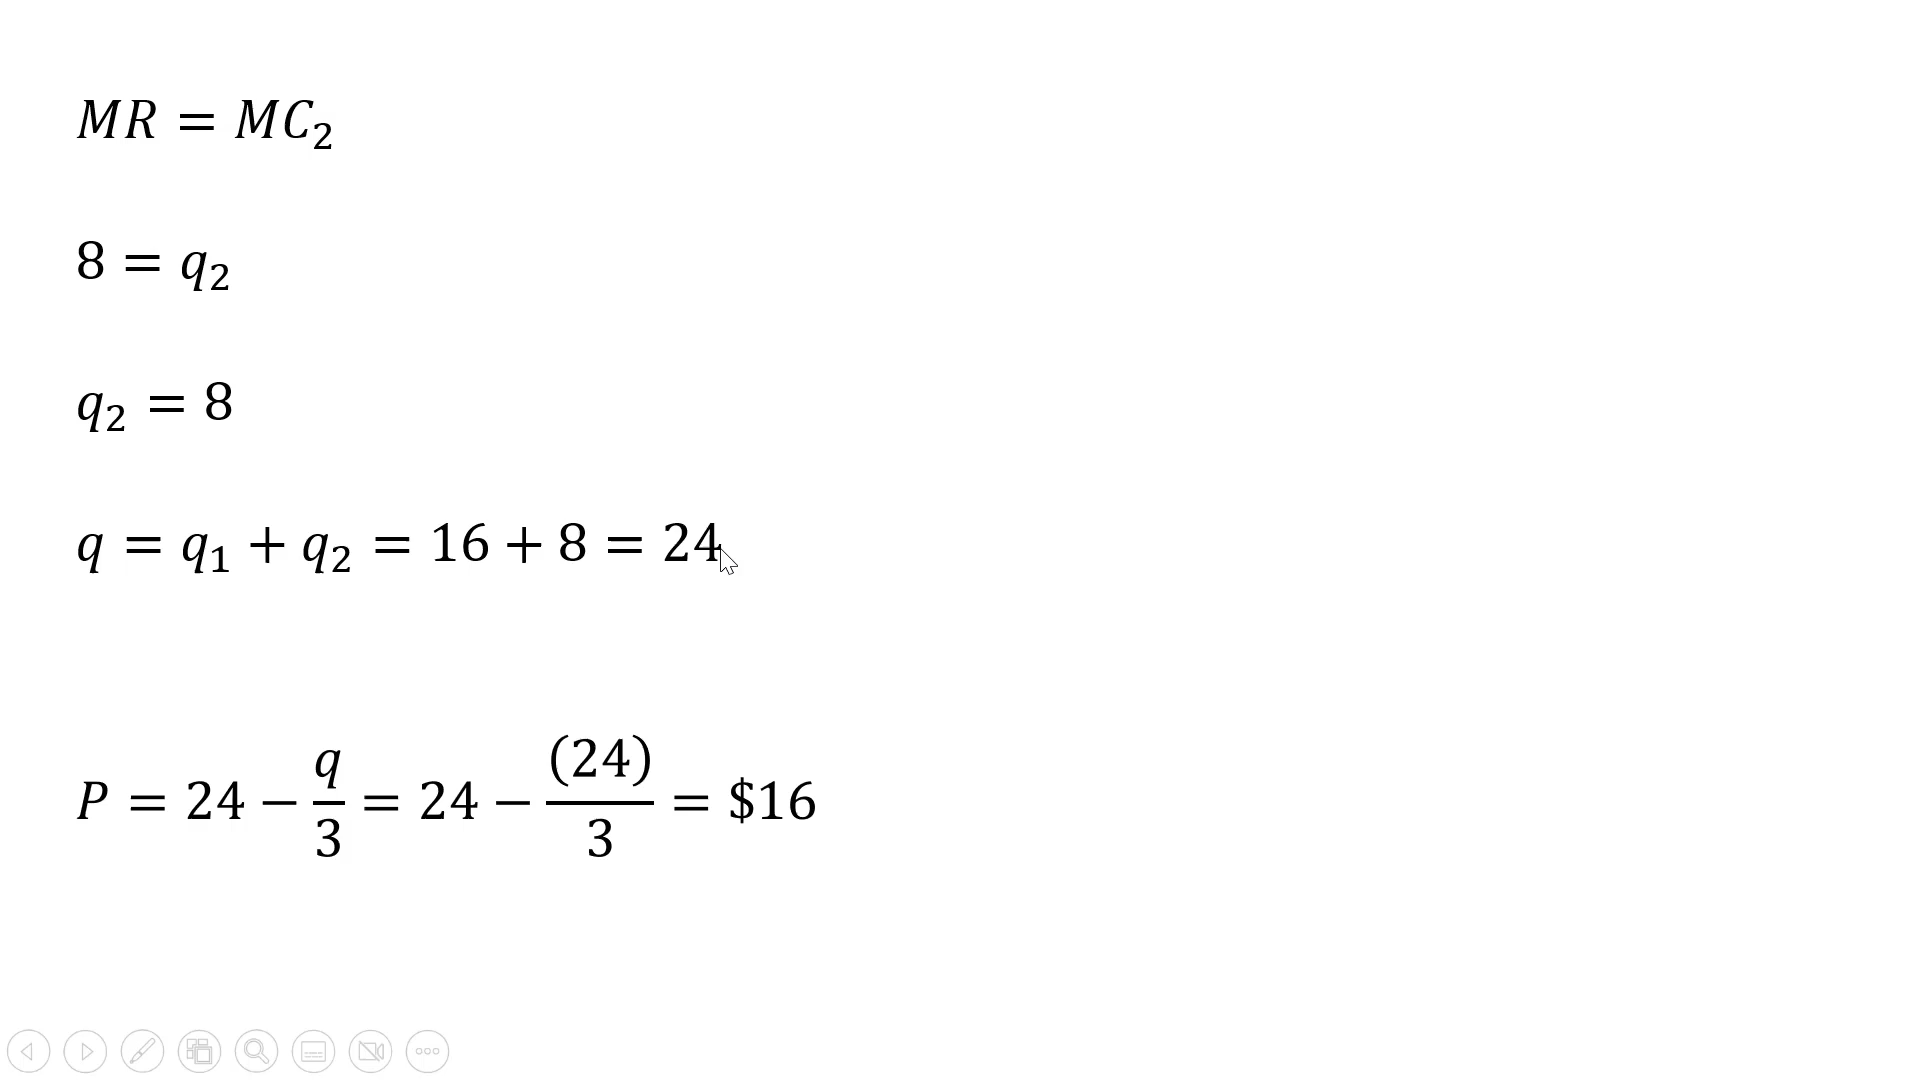 MR = MC₂
8 = q₂
q₂ = 8
q = q₁ + q₂ = 16 + 8 = 24
P = 24 − q/3 = 24 − (24)/3 = $16